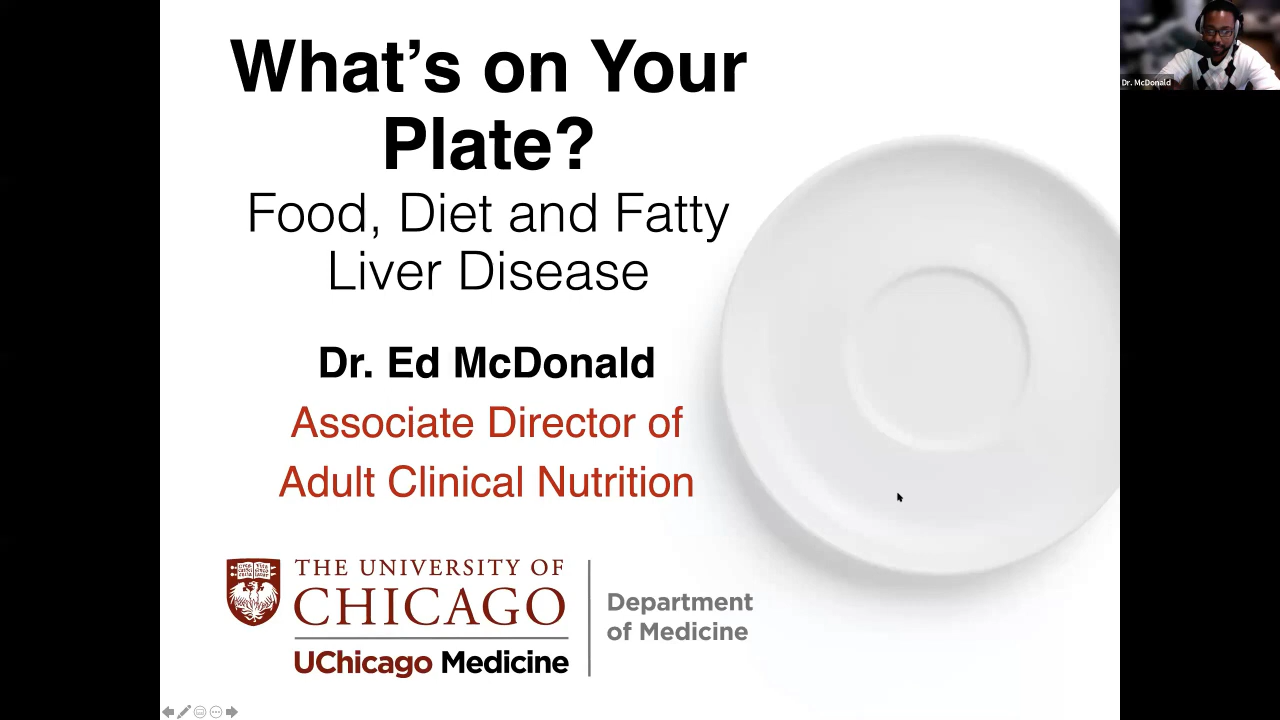 What's on Your
Plate?
Food, Diet and Fatty
Liver Disease
Dr. Ed McDonald
Associate Director of
Adult Clinical Nutrition
THE UNIVERSITY OF
CHICAGO
UChicago Medicine
Department
of Medicine
Dr. McDonald